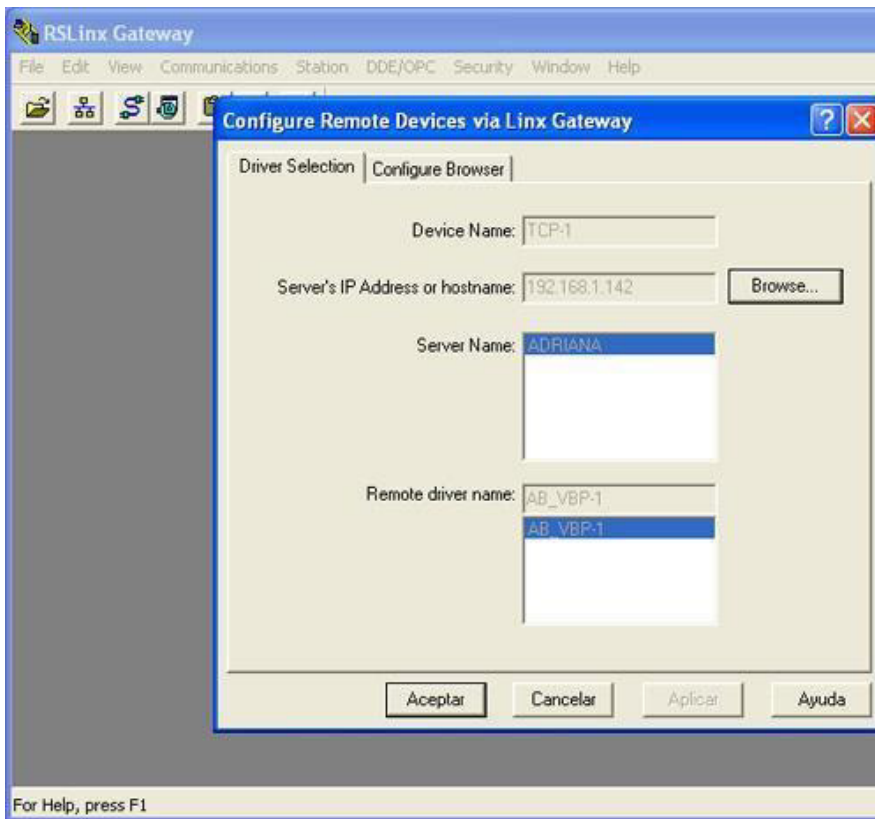 RSLinx Gateway
File Edit View Communications Station DDE/OPC Security Window Help
Configure Remote Devices via Linx Gateway
Driver Selection Configure Browser
Device Name: TCP-1
Server's IP Address or hostname: 192.168.1.142 Browse...
Server Name: ADRIANA
Remote driver name: AB_VBP-1
AB_VBP-1
Aceptar Cancelar Aplicar Ayuda
For Help, press F1